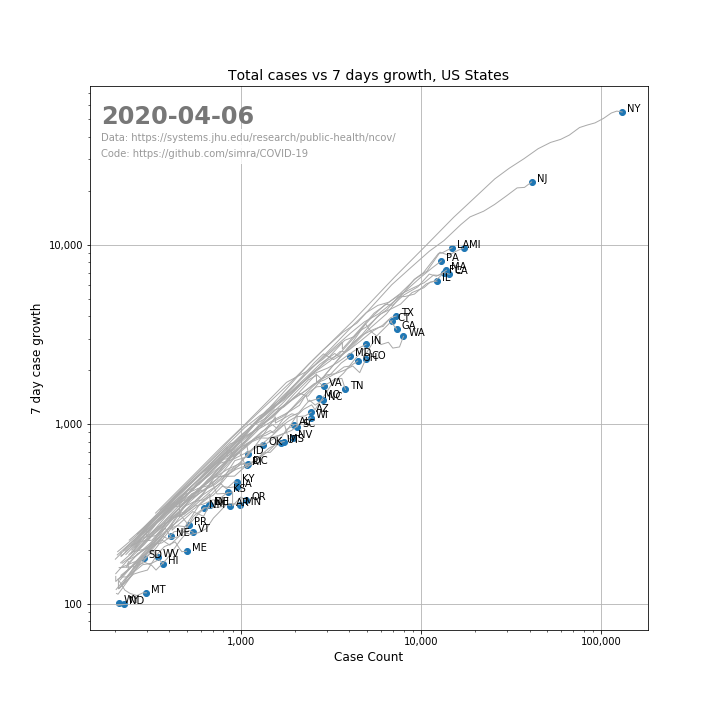 Total cases vs 7 days growth, US States
2020-04-06
Data: https://systems.jhu.edu/research/public-health/ncov/
Code: https://github.com/simra/COVID-19
NY
NJ
10,000
LA MI
PA
MA
CA
IL
TX
CT
GA
WA
IN
MD
CO
TN
VA
MO
NC
AZ
WI
AL
SC
NV
MS
OK
ID
DC
KY
IA
KS
OR
MN
AR
NM
PR
VT
NE
ME
SD WV
HI
MT
WY
ND
1,000
100
7 day case growth
1,000
10,000
100,000
Case Count